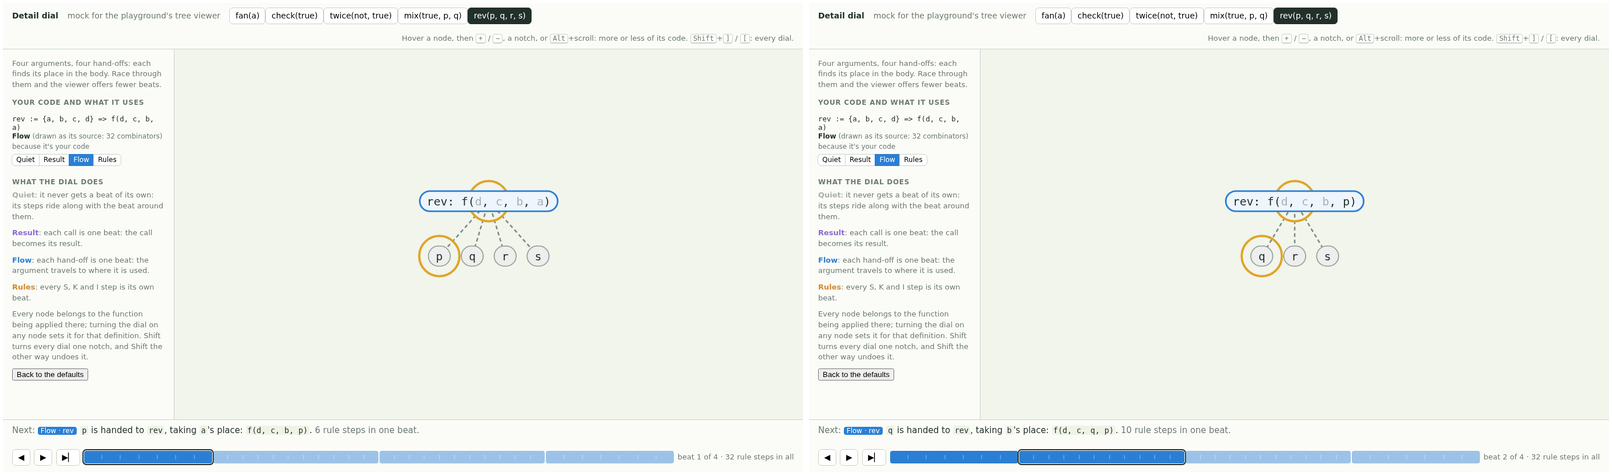 Detail dial mock for the playground's tree viewer fan(a) check(true) twice(not, true) mix(true, p, q) rev(p, q, r, s)
Hover a node, then + / −, a notch, or Alt+scroll: more or less of its code. Shift+ ] / [: every dial.
Four arguments, four hand-offs: each
finds its place in the body. Race through
them and the viewer offers fewer beats.
YOUR CODE AND WHAT IT USES
rev := {a, b, c, d} => f(d, c, b,
a)
Flow (drawn as its source: 32 combinators)
because it's your code
Quiet Result Flow Rules
WHAT THE DIAL DOES
Quiet: it never gets a beat of its own:
its steps ride along with the beat around
them.
Result: each call is one beat: the call
becomes its result.
Flow: each hand-off is one beat: the
argument travels to where it is used.
Rules: every S, K and I step is its own
beat.
Every node belongs to the function
being applied there; turning the dial on
any node sets it for that definition. Shift
turns every dial one notch, and Shift the
other way undoes it.
Back to the defaults
rev: f(d, c, b, a)
p q r s
Next: Flow · rev p is handed to rev, taking a's place: f(d, c, b, p). 6 rule steps in one beat.
beat 1 of 4 · 32 rule steps in all
Detail dial mock for the playground's tree viewer fan(a) check(true) twice(not, true) mix(true, p, q) rev(p, q, r, s)
Hover a node, then + / −, a notch, or Alt+scroll: more or less of its code. Shift+ ] / [: every dial.
Four arguments, four hand-offs: each
finds its place in the body. Race through
them and the viewer offers fewer beats.
YOUR CODE AND WHAT IT USES
rev := {a, b, c, d} => f(d, c, b,
a)
Flow (drawn as its source: 32 combinators)
because it's your code
Quiet Result Flow Rules
WHAT THE DIAL DOES
Quiet: it never gets a beat of its own:
its steps ride along with the beat around
them.
Result: each call is one beat: the call
becomes its result.
Flow: each hand-off is one beat: the
argument travels to where it is used.
Rules: every S, K and I step is its own
beat.
Every node belongs to the function
being applied there; turning the dial on
any node sets it for that definition. Shift
turns every dial one notch, and Shift the
other way undoes it.
Back to the defaults
rev: f(d, c, b, p)
q r s
Next: Flow · rev q is handed to rev, taking b's place: f(d, c, q, p). 10 rule steps in one beat.
beat 2 of 4 · 32 rule steps in all